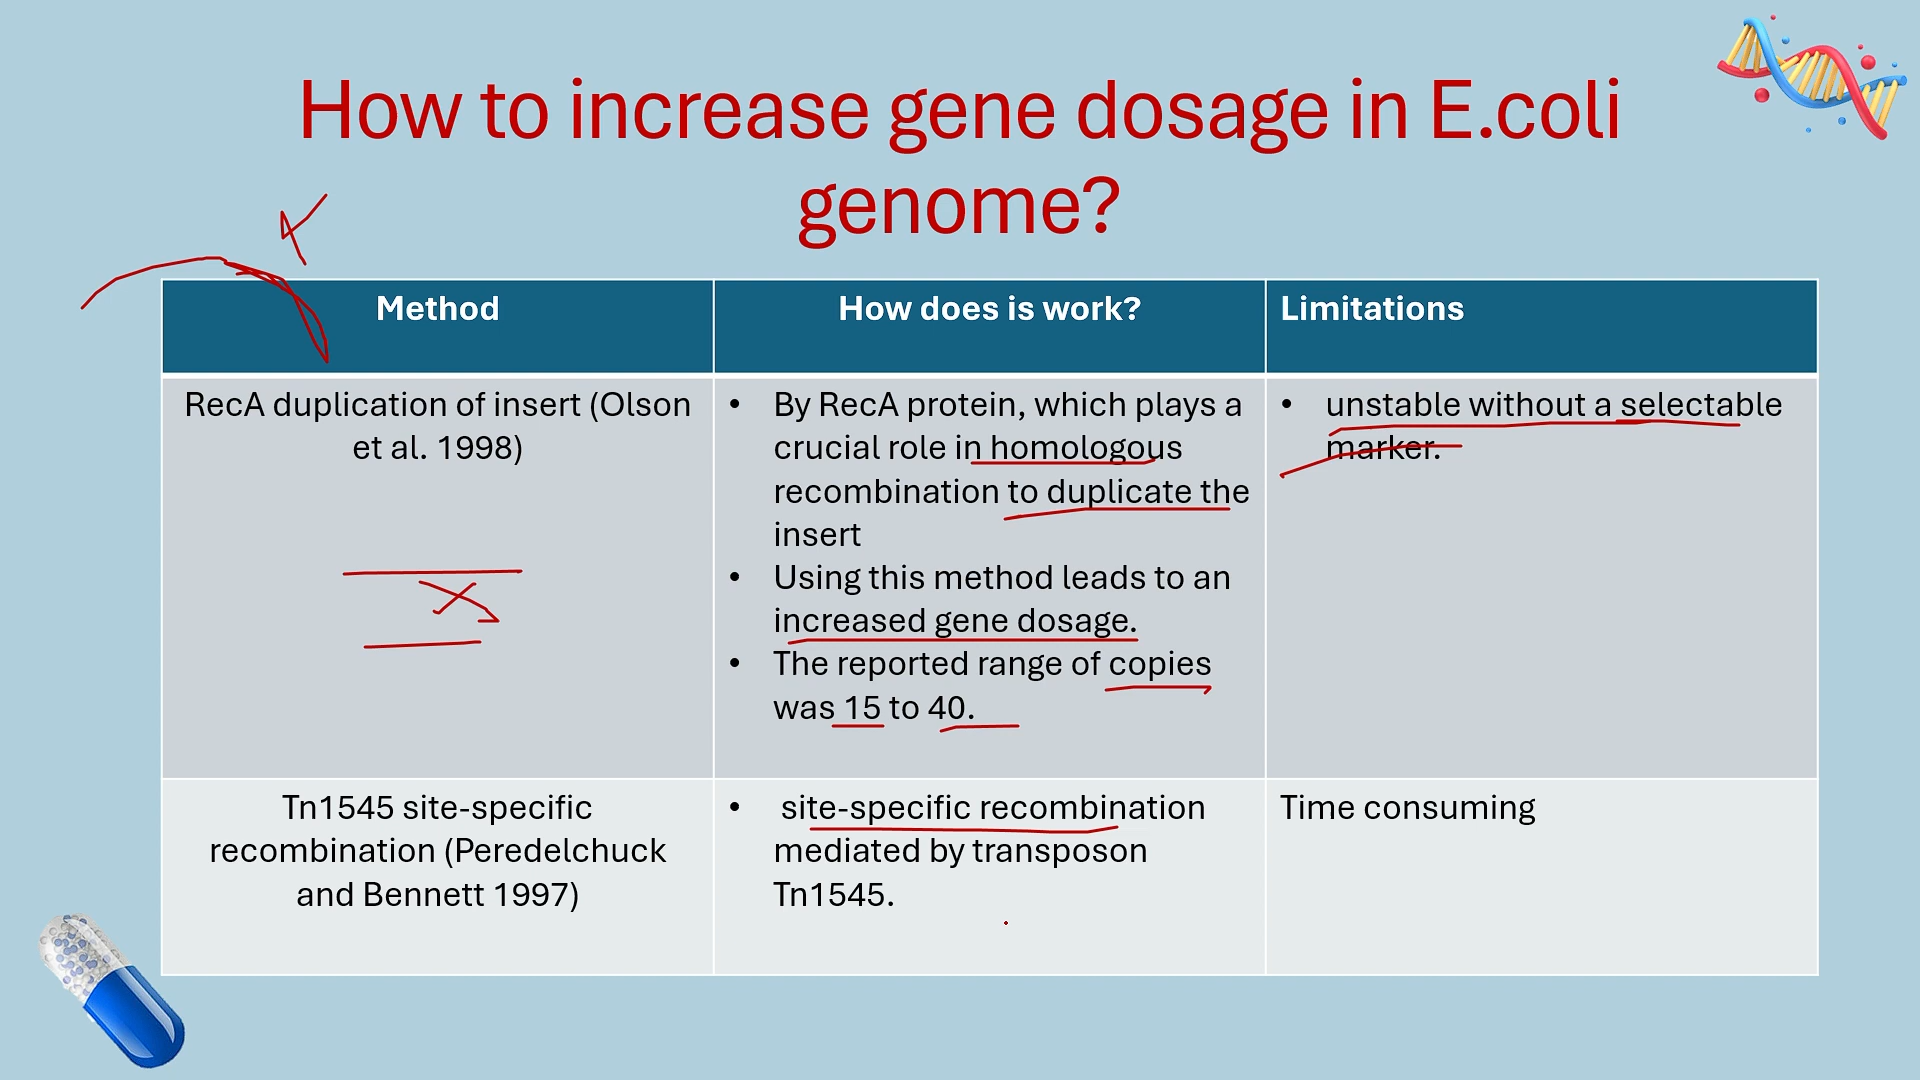 How to increase gene dosage in E.coli
genome?
Method
How does is work?
Limitations
RecA duplication of insert (Olson
et al. 1998)
• By RecA protein, which plays a
crucial role in homologous
recombination to duplicate the
insert
• Using this method leads to an
increased gene dosage.
• The reported range of copies
was 15 to 40.
• unstable without a selectable
marker.
Tn1545 site-specific
recombination (Peredelchuck
and Bennett 1997)
• site-specific recombination
mediated by transposon
Tn1545.
Time consuming